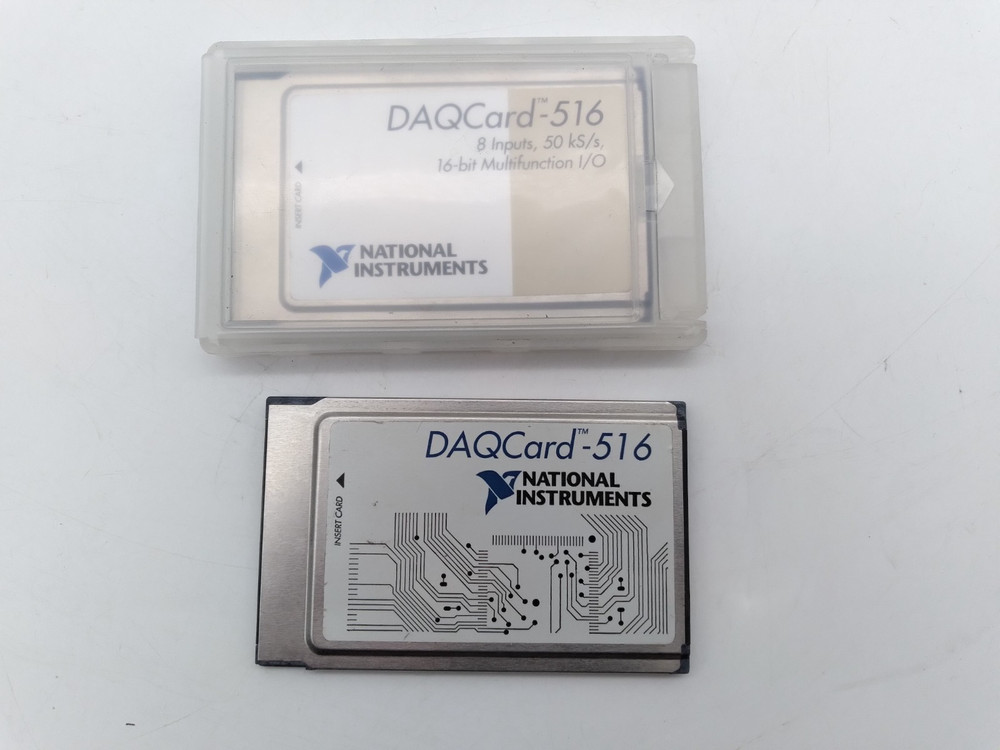 DAQCard™-516
8 Inputs, 50 kS/s,
16-bit Multifunction I/O
INSERT CARD
NATIONAL
INSTRUMENTS
DAQCard™-516
NATIONAL
INSTRUMENTS
INSERT CARD